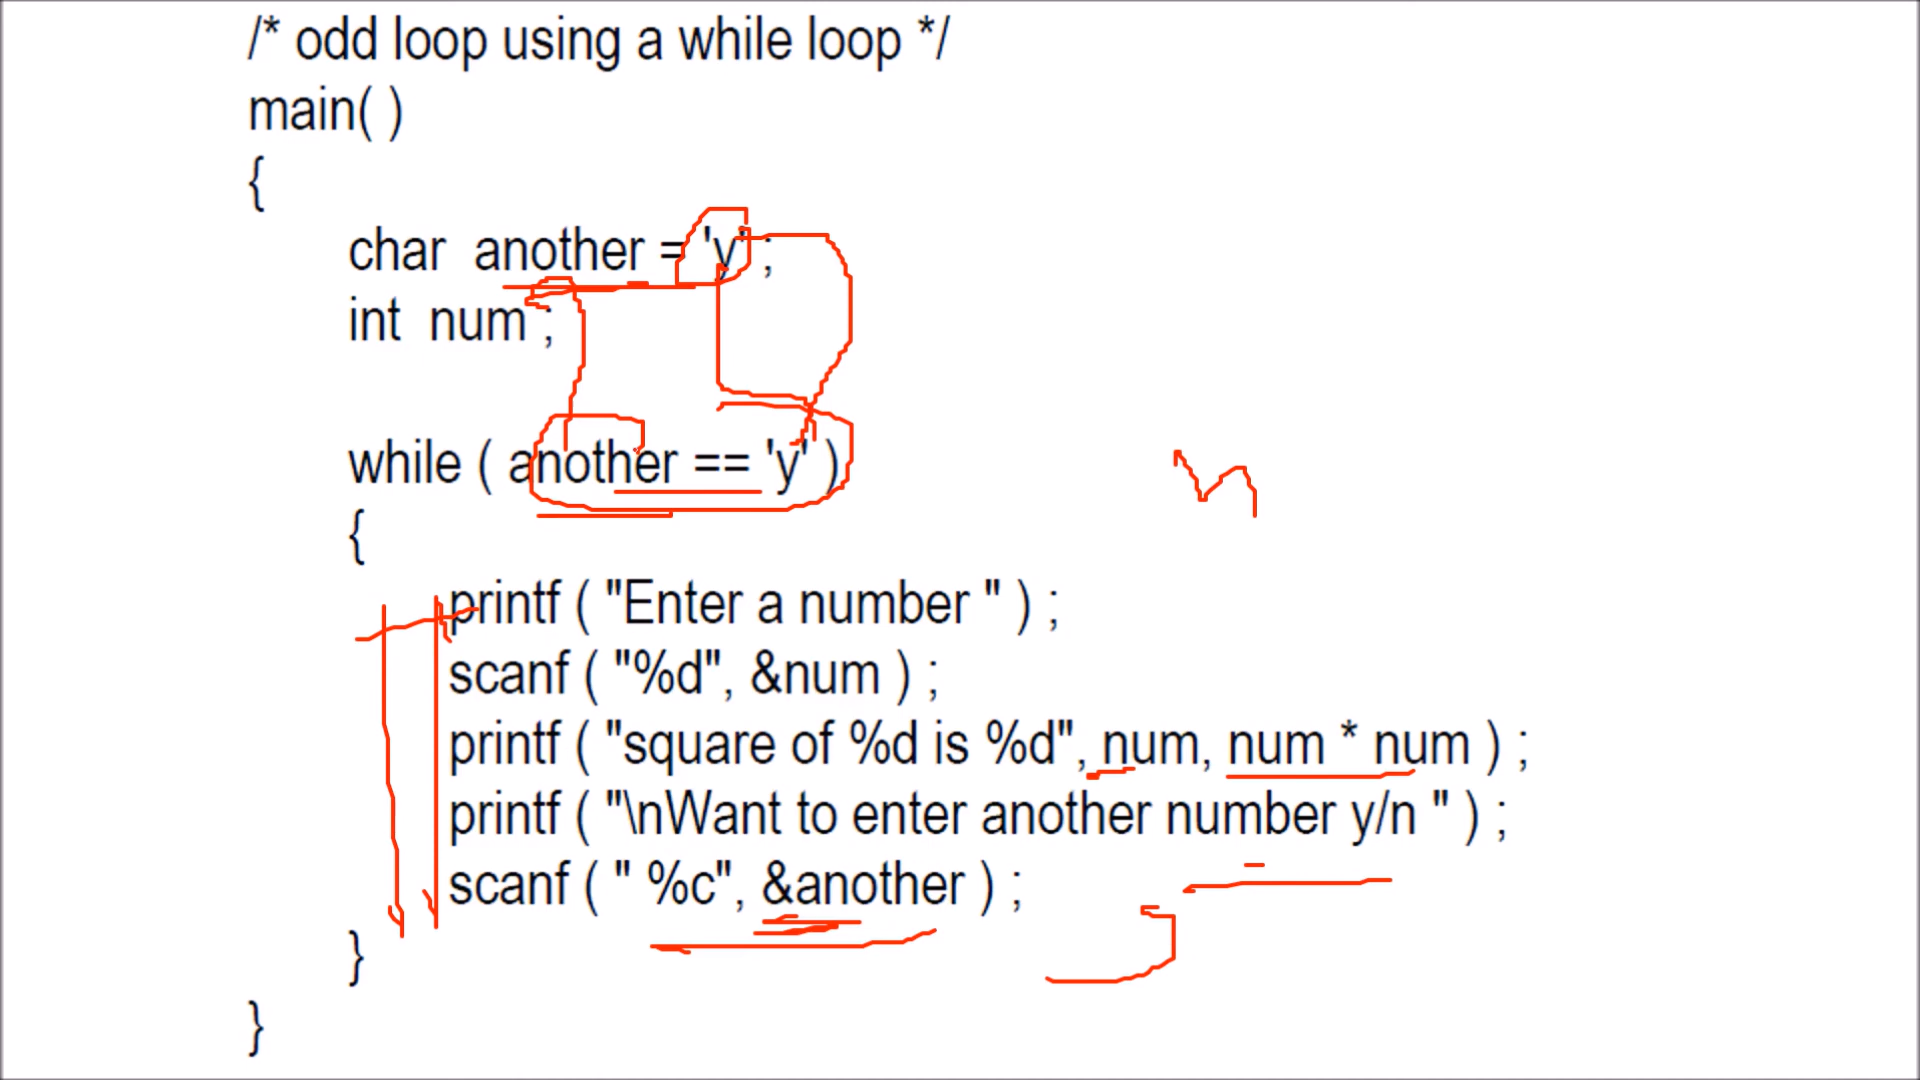 /* odd loop using a while loop */
main( )
{
char another = 'y' ;
int num ;
while ( another == 'y' )
{
printf ( "Enter a number " ) ;
scanf ( "%d", &num ) ;
printf ( "square of %d is %d", num, num * num ) ;
printf ( "\nWant to enter another number y/n " ) ;
scanf ( " %c", &another ) ;
}
}